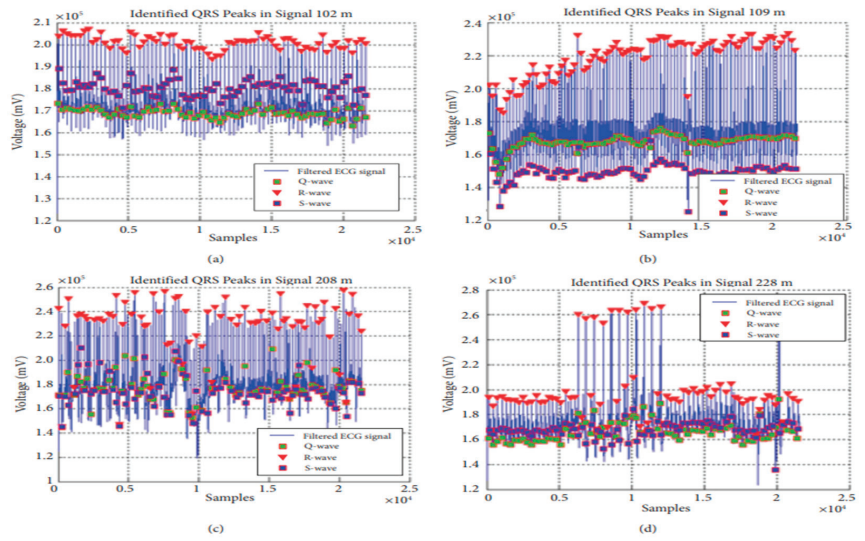 Identified QRS Peaks in Signal 102 m
×10⁵
Voltage (mV)
2.1
2.0
1.9
1.8
1.7
1.6
1.5
1.4
1.3
1.2
Filtered ECG signal
Q-wave
R-wave
S-wave
0 0.5 1 1.5 2 2.5
×10⁴
Samples
(a)
Identified QRS Peaks in Signal 109 m
×10⁵
Voltage (mV)
2.4
2.2
2
1.8
1.6
1.4
1.2
Filtered ECG signal
Q-wave
R-wave
S-wave
0 0.5 1 1.5 2 2.5
×10⁴
Samples
(b)
Identified QRS Peaks in Signal 208 m
×10⁵
Voltage (mV)
2.6
2.4
2.2
2.0
1.8
1.6
1.4
1.2
1
Filtered ECG signal
Q-wave
R-wave
S-wave
0 0.5 1 1.5 2 2.5
×10⁴
Samples
(c)
Identified QRS Peaks in Signal 228 m
×10⁵
Voltage (mV)
2.8
2.6
2.4
2.2
2
1.8
1.6
1.4
1.2
Filtered ECG signal
Q-wave
R-wave
S-wave
0 0.5 1.0 1.5 2.0 2.5
×10⁴
Samples
(d)